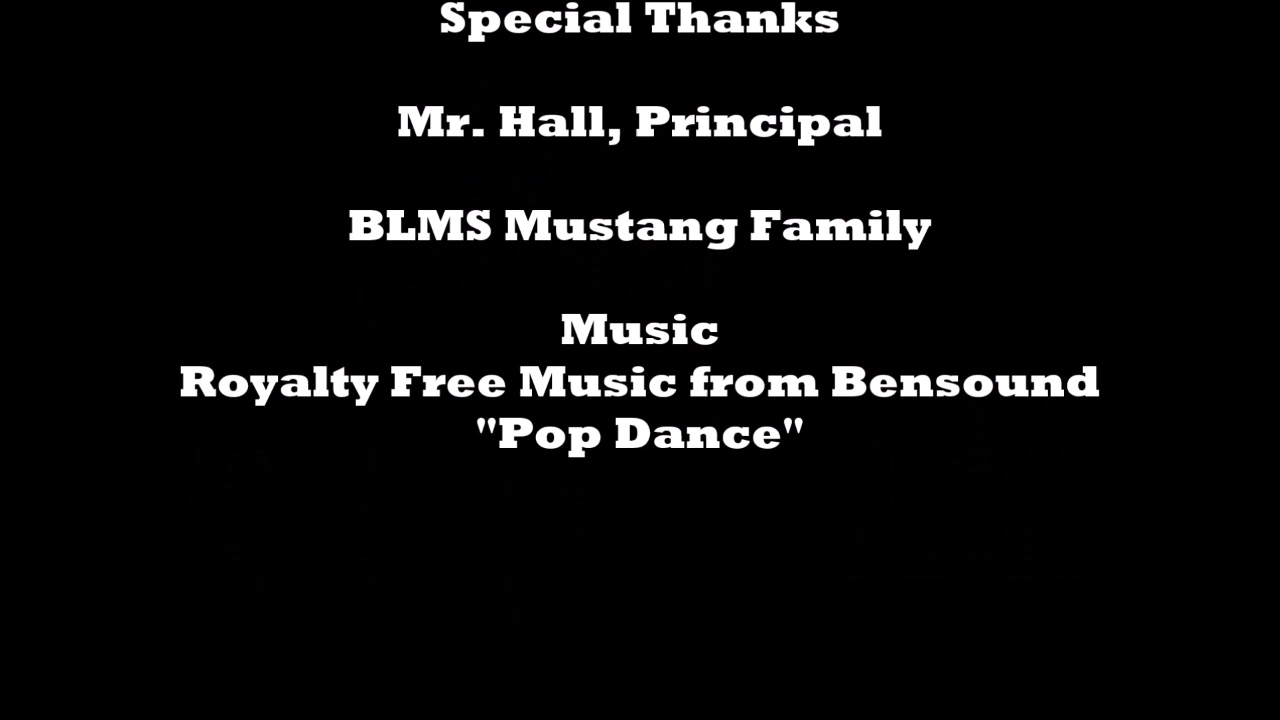 Special Thanks
Mr. Hall, Principal
BLMS Mustang Family
Music
Royalty Free Music from Bensound
"Pop Dance"